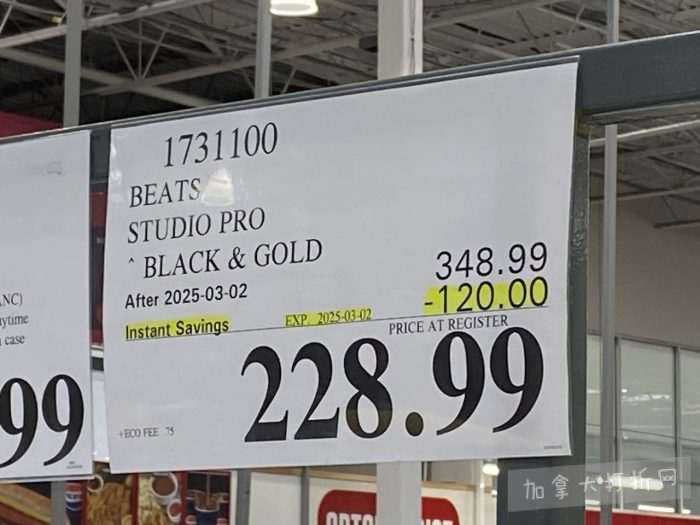 1731100
BEATS
STUDIO PRO
^ BLACK & GOLD
348.99
After 2025-03-02
-120.00
Instant Savings EXP. 2025-03-02
PRICE AT REGISTER
228.99
+ECO FEE .75
ANC)
aytime
case
99
加拿大打折网